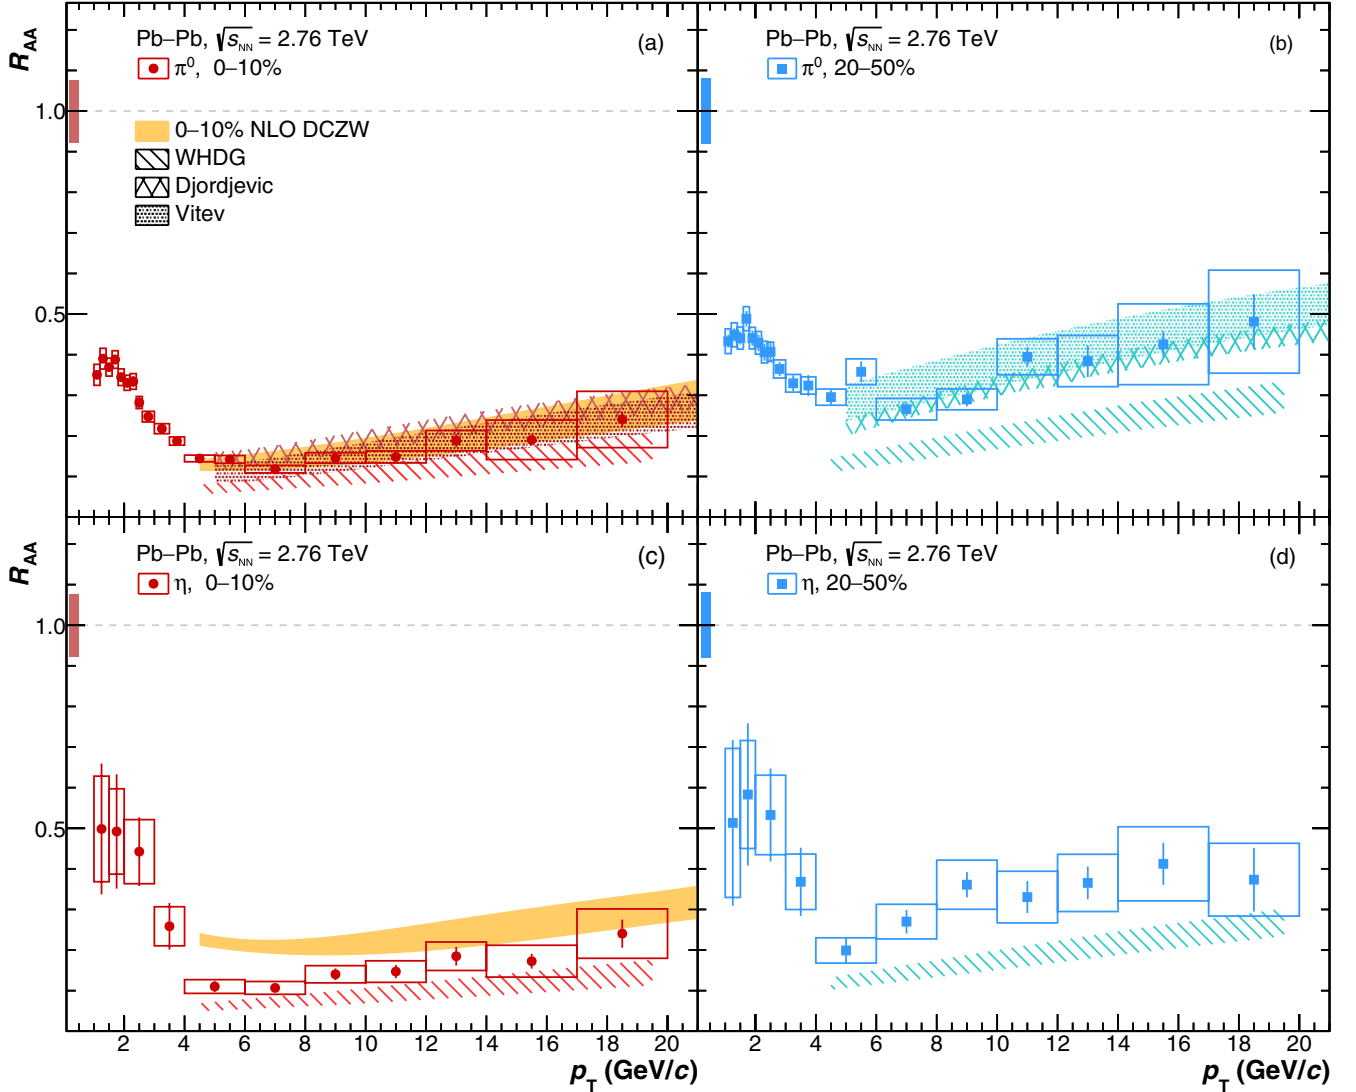 R_AA
Pb–Pb, √s_NN = 2.76 TeV
(a)
π⁰, 0–10%
1.0
0–10% NLO DCZW
WHDG
Djordjevic
Vitev
0.5
Pb–Pb, √s_NN = 2.76 TeV
(b)
π⁰, 20–50%
R_AA
Pb–Pb, √s_NN = 2.76 TeV
(c)
η, 0–10%
1.0
0.5
2 4 6 8 10 12 14 16 18 20
p_T (GeV/c)
Pb–Pb, √s_NN = 2.76 TeV
(d)
η, 20–50%
2 4 6 8 10 12 14 16 18 20
p_T (GeV/c)